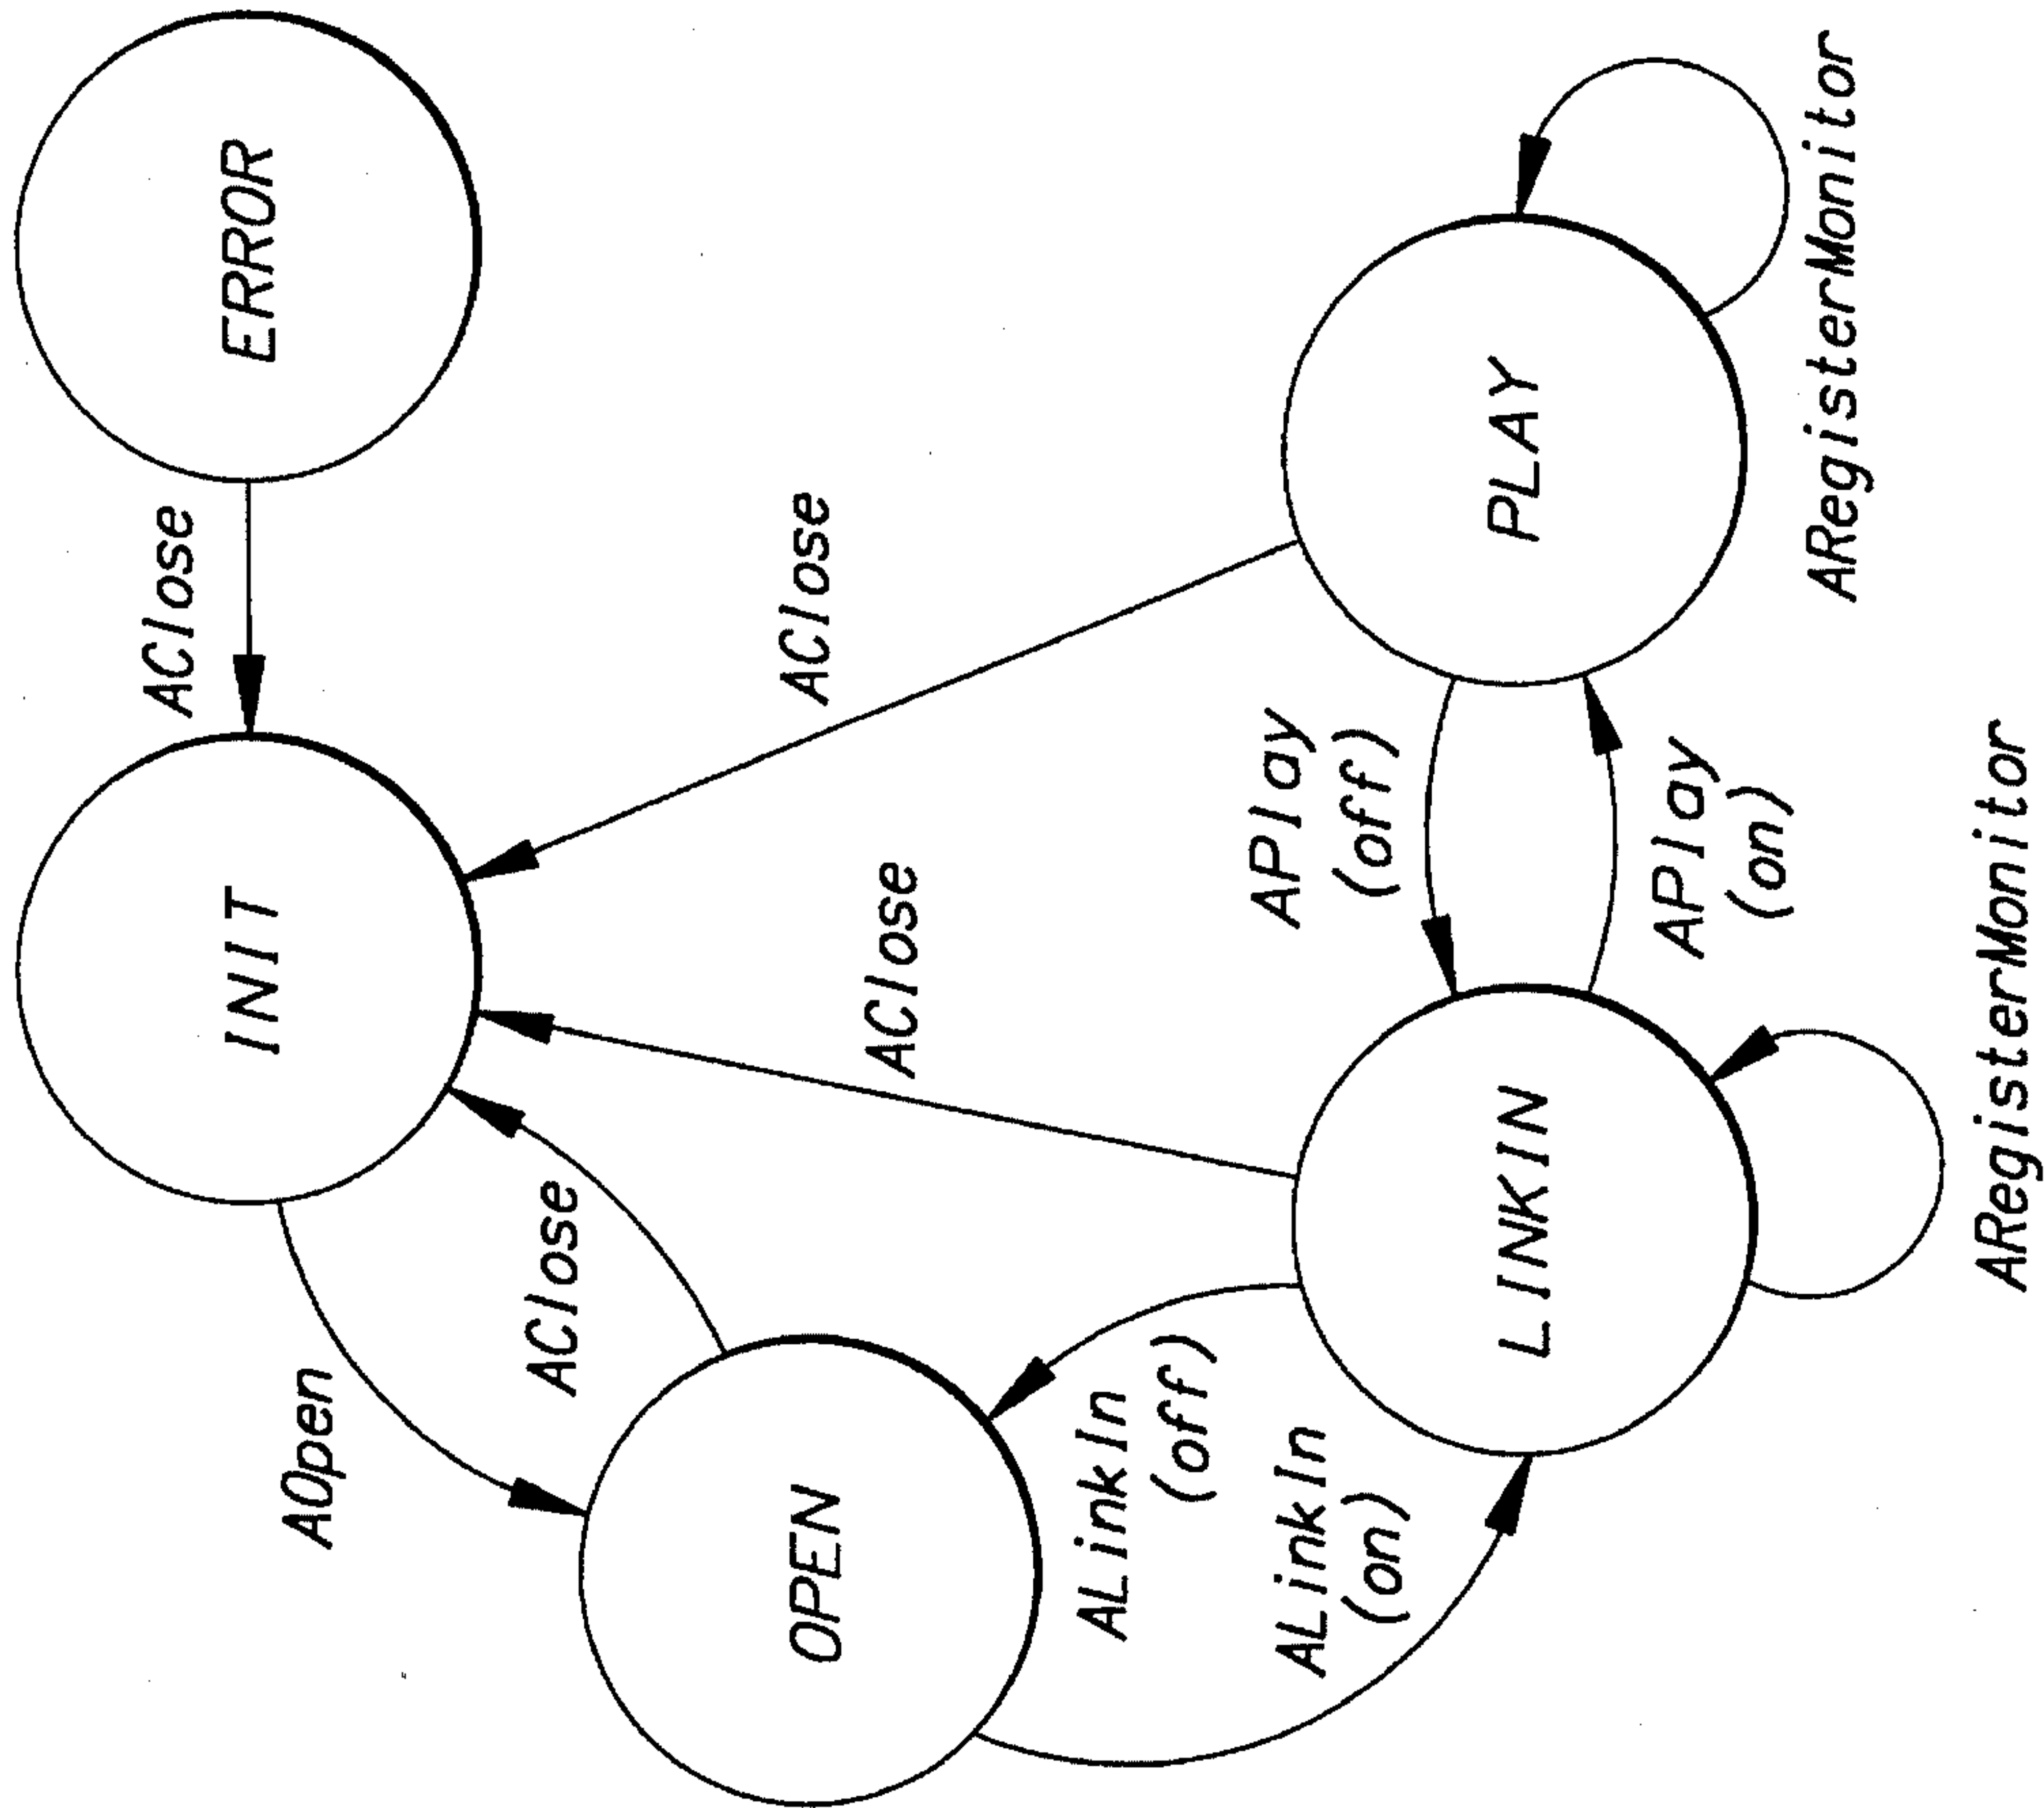 INIT
ERROR
AClose
AOpen
AClose
OPEN
AClose
AClose
ALinkIn
(off)
ALinkIn
(on)
APlay
(off)
LINKIN
PLAY
APlay
(on)
ARegisterMonitor
ARegisterMonitor